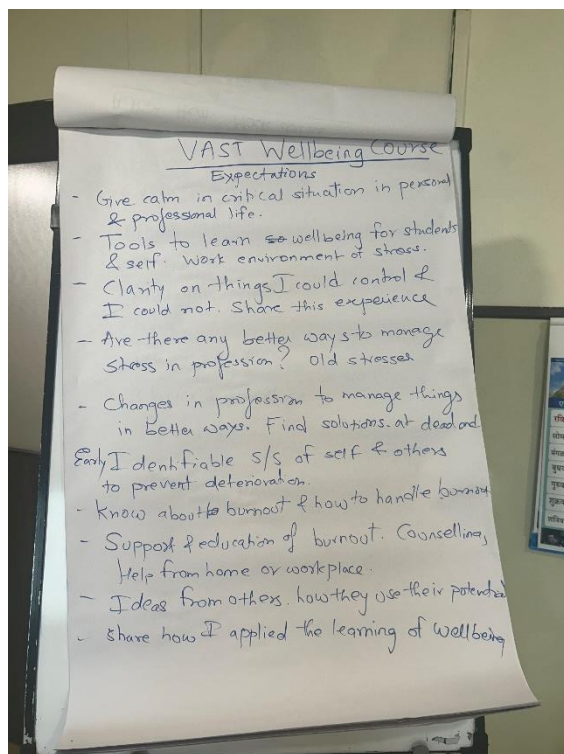 VAST Wellbeing Course
Expectations
- Give calm in critical situation in personal
& professional life.
- Tools to learn wellbeing for students
& self. Work environment of stress.
- Clarity on things I could control &
I could not. Share this experience
- Are there any better ways to manage
stress in profession? Old stresses
- Changes in profession to manage things
in better ways. Find solutions. at dead end
Early Identifiable S/S of self & others
to prevent deterioration.
- Know about burnout & how to handle burnout
- Support & education of burnout. Counselling,
Help from home or workplace.
- Ideas from others. how they use their potential
- Share how I applied the learning of wellbeing